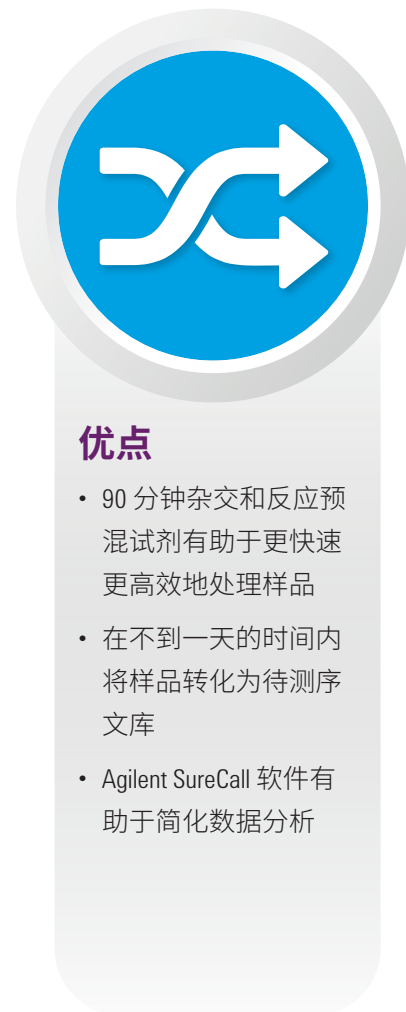 优点
• 90 分钟杂交和反应预
混试剂有助于更快速
更高效地处理样品
• 在不到一天的时间内
将样品转化为待测序
文库
• Agilent SureCall 软件有
助于简化数据分析